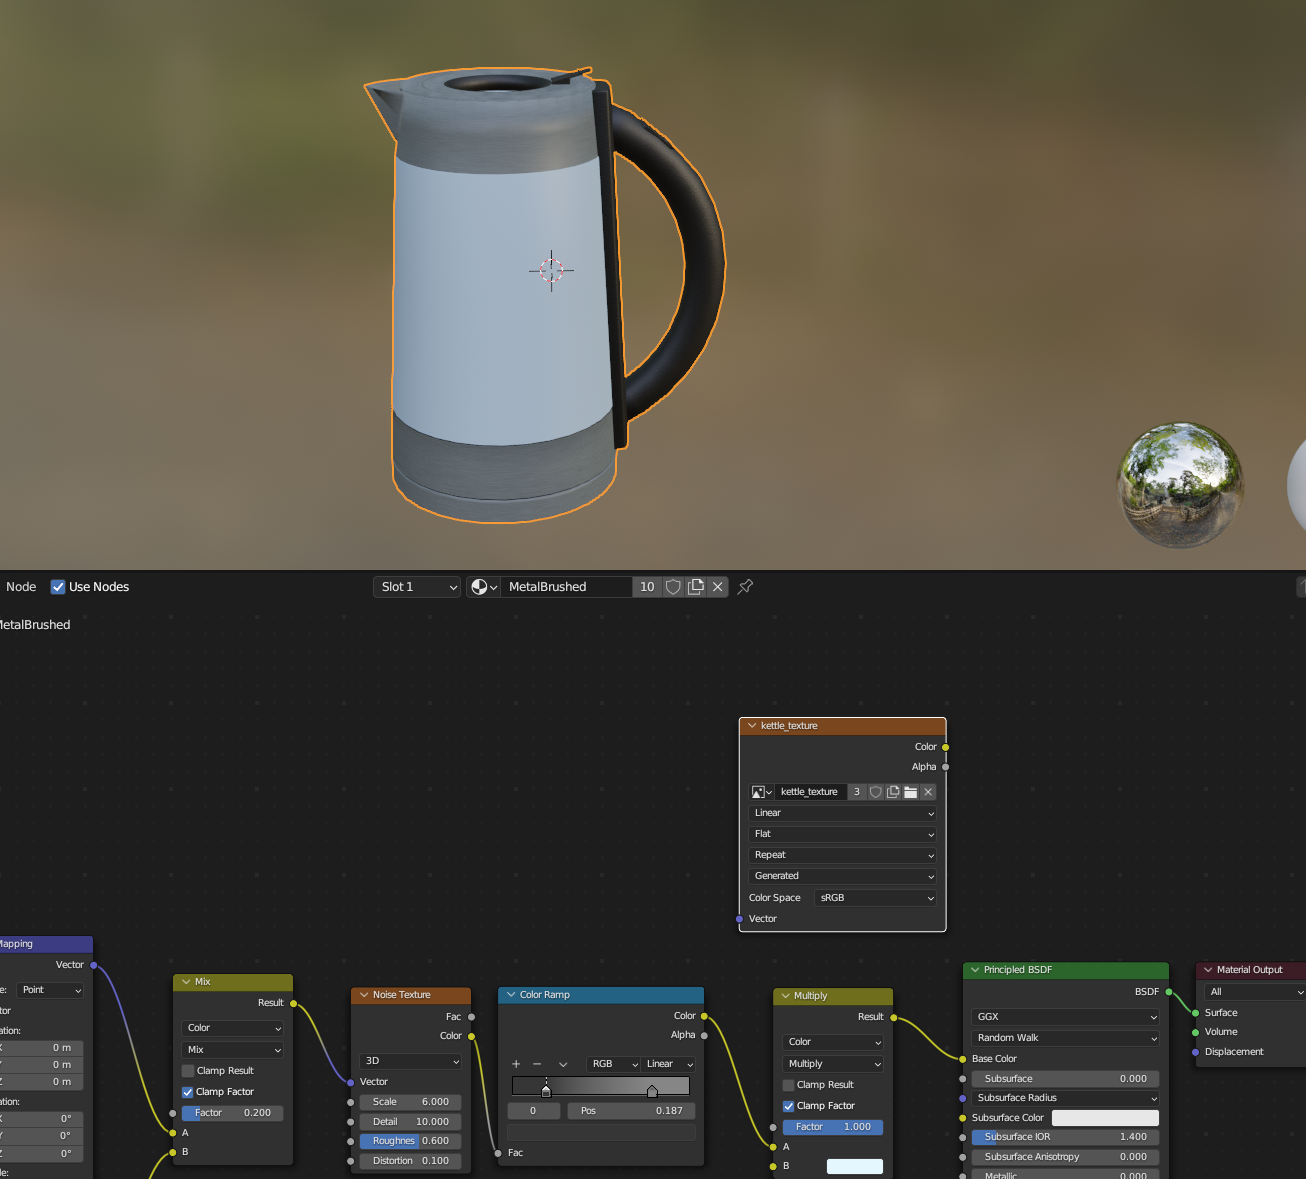 Node
Use Nodes
Slot 1
MetalBrushed
10
MetalBrushed
kettle_texture
Color
Alpha
kettle_texture
3
Linear
Flat
Repeat
Generated
Color Space
sRGB
Vector
Mapping
Vector
e:
Point
tor
ation:
X
0 m
Y
0 m
Z
0 m
tation:
X
0°
Y
0°
Z
0°
le:
Mix
Result
Color
Mix
Clamp Result
Clamp Factor
Factor
0.200
A
B
Noise Texture
Fac
Color
3D
Vector
Scale
6.000
Detail
10.000
Roughnes
0.600
Distortion
0.100
Color Ramp
Color
Alpha
RGB
Linear
0
Pos
0.187
Fac
Multiply
Result
Color
Multiply
Clamp Result
Clamp Factor
Factor
1.000
A
B
Principled BSDF
BSDF
GGX
Random Walk
Base Color
Subsurface
0.000
Subsurface Radius
Subsurface Color
Subsurface IOR
1.400
Subsurface Anisotropy
0.000
Metallic
0.000
Material Output
All
Surface
Volume
Displacement